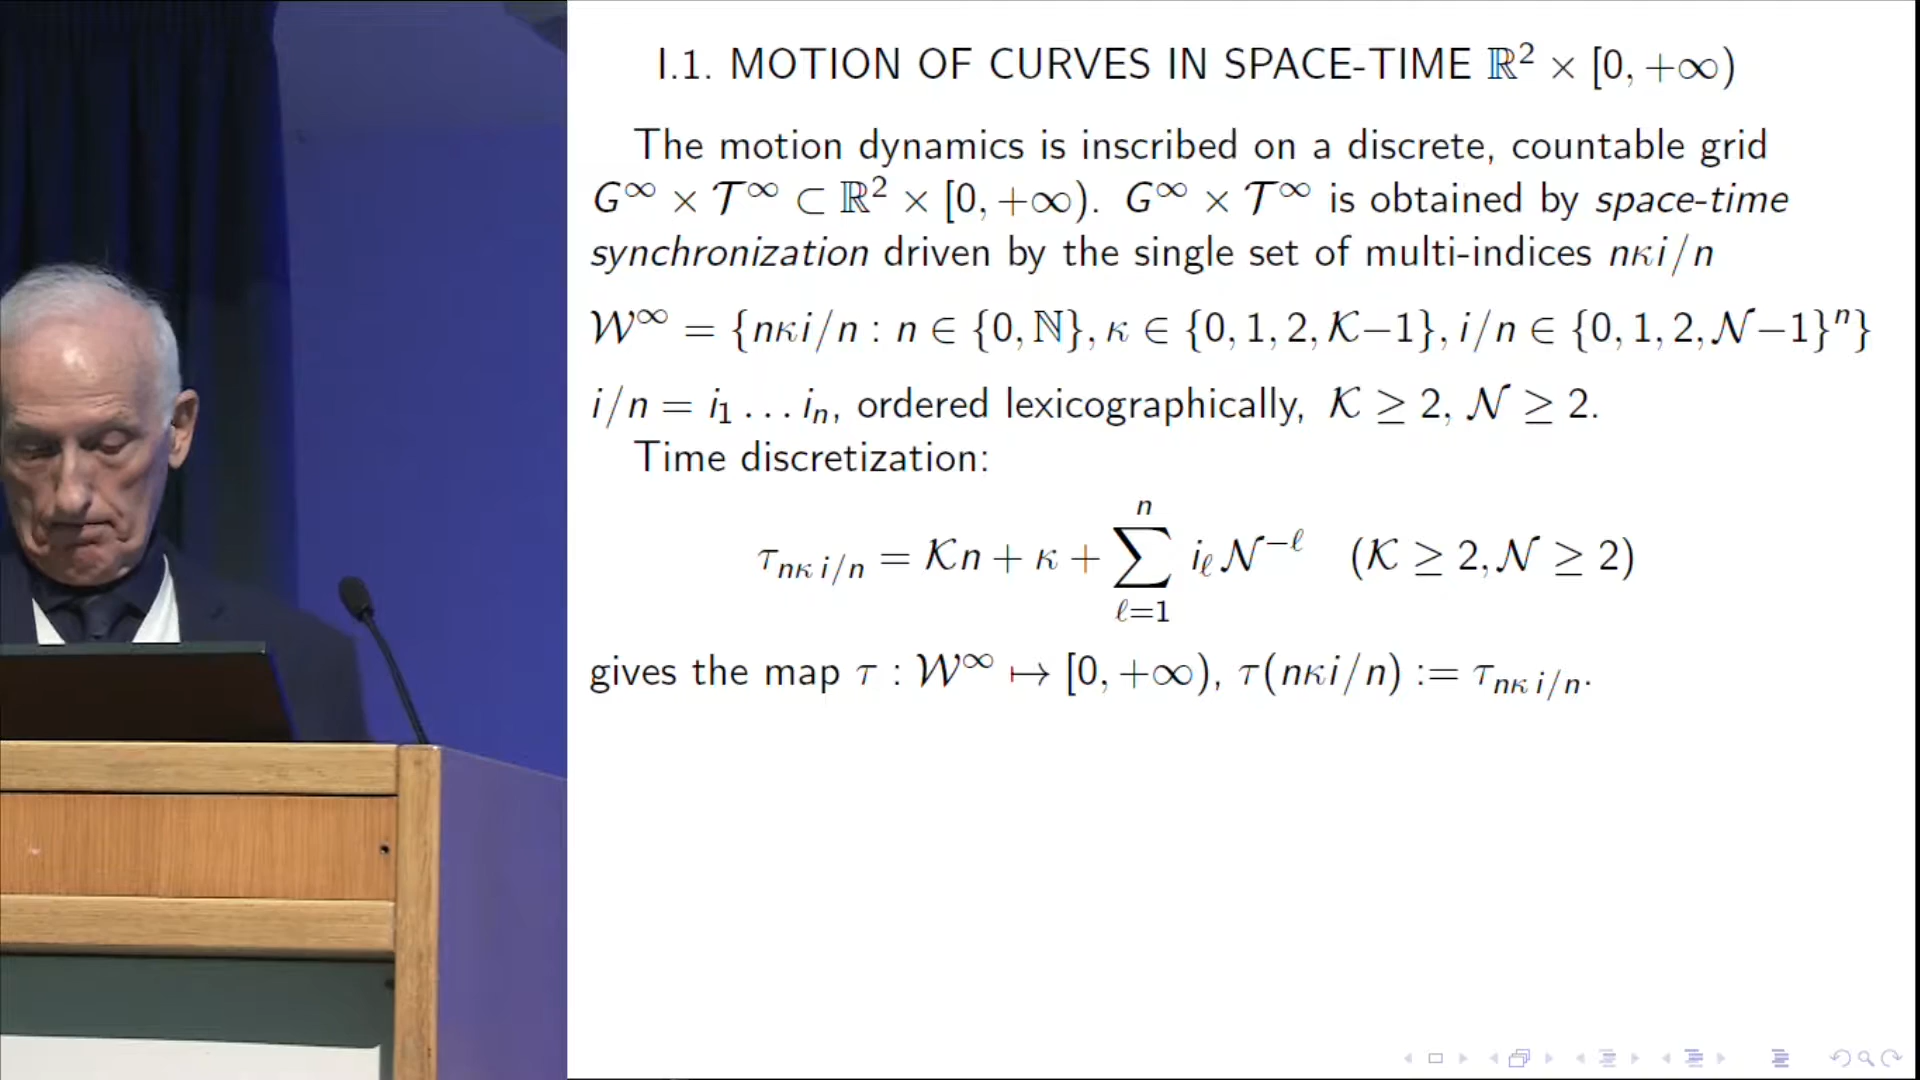 I.1. MOTION OF CURVES IN SPACE-TIME ℝ² × [0, +∞)
The motion dynamics is inscribed on a discrete, countable grid
G^∞ × 𝒯^∞ ⊂ ℝ² × [0, +∞). G^∞ × 𝒯^∞ is obtained by space-time
synchronization driven by the single set of multi-indices nκi/n
𝒲^∞ = {nκi/n : n ∈ {0, ℕ}, κ ∈ {0, 1, 2, 𝒦−1}, i/n ∈ {0, 1, 2, 𝒩−1}ⁿ}
i/n = i₁ … iₙ, ordered lexicographically, 𝒦 ≥ 2, 𝒩 ≥ 2.
Time discretization:
τ_{nκ i/n} = 𝒦n + κ + ∑_{ℓ=1}^{n} i_ℓ 𝒩^{−ℓ} (𝒦 ≥ 2, 𝒩 ≥ 2)
gives the map τ : 𝒲^∞ ↦ [0, +∞), τ(nκi/n) := τ_{nκ i/n}.